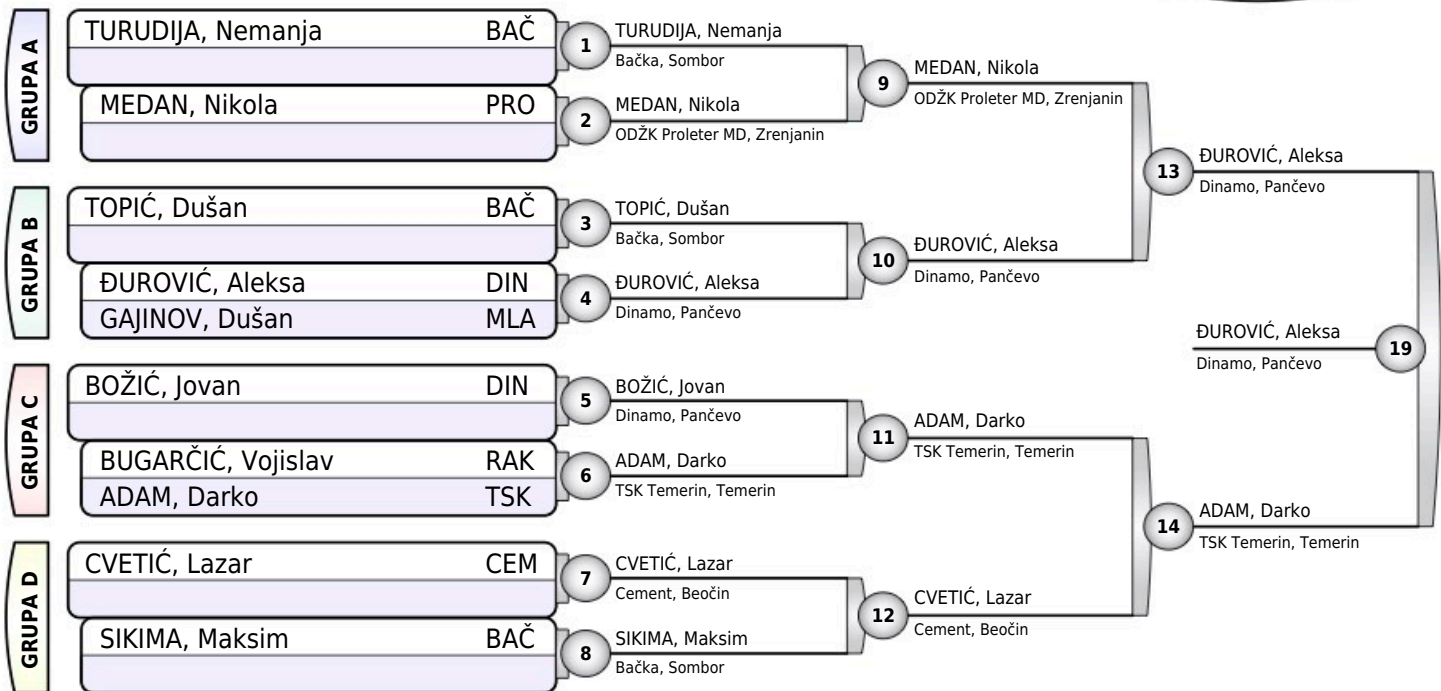 GRUPA A
TURUDIJA, Nemanja BAČ
MEDAN, Nikola PRO
1
TURUDIJA, Nemanja
Bačka, Sombor
2
MEDAN, Nikola
ODŽK Proleter MD, Zrenjanin
9
MEDAN, Nikola
ODŽK Proleter MD, Zrenjanin
GRUPA B
TOPIĆ, Dušan BAČ
ĐUROVIĆ, Aleksa DIN
GAJINOV, Dušan MLA
3
TOPIĆ, Dušan
Bačka, Sombor
4
ĐUROVIĆ, Aleksa
Dinamo, Pančevo
10
ĐUROVIĆ, Aleksa
Dinamo, Pančevo
13
ĐUROVIĆ, Aleksa
Dinamo, Pančevo
GRUPA C
BOŽIĆ, Jovan DIN
BUGARČIĆ, Vojislav RAK
ADAM, Darko TSK
5
BOŽIĆ, Jovan
Dinamo, Pančevo
6
ADAM, Darko
TSK Temerin, Temerin
11
ADAM, Darko
TSK Temerin, Temerin
GRUPA D
CVETIĆ, Lazar CEM
SIKIMA, Maksim BAČ
7
CVETIĆ, Lazar
Cement, Beočin
8
SIKIMA, Maksim
Bačka, Sombor
12
CVETIĆ, Lazar
Cement, Beočin
14
ADAM, Darko
TSK Temerin, Temerin
ĐUROVIĆ, Aleksa
Dinamo, Pančevo
19